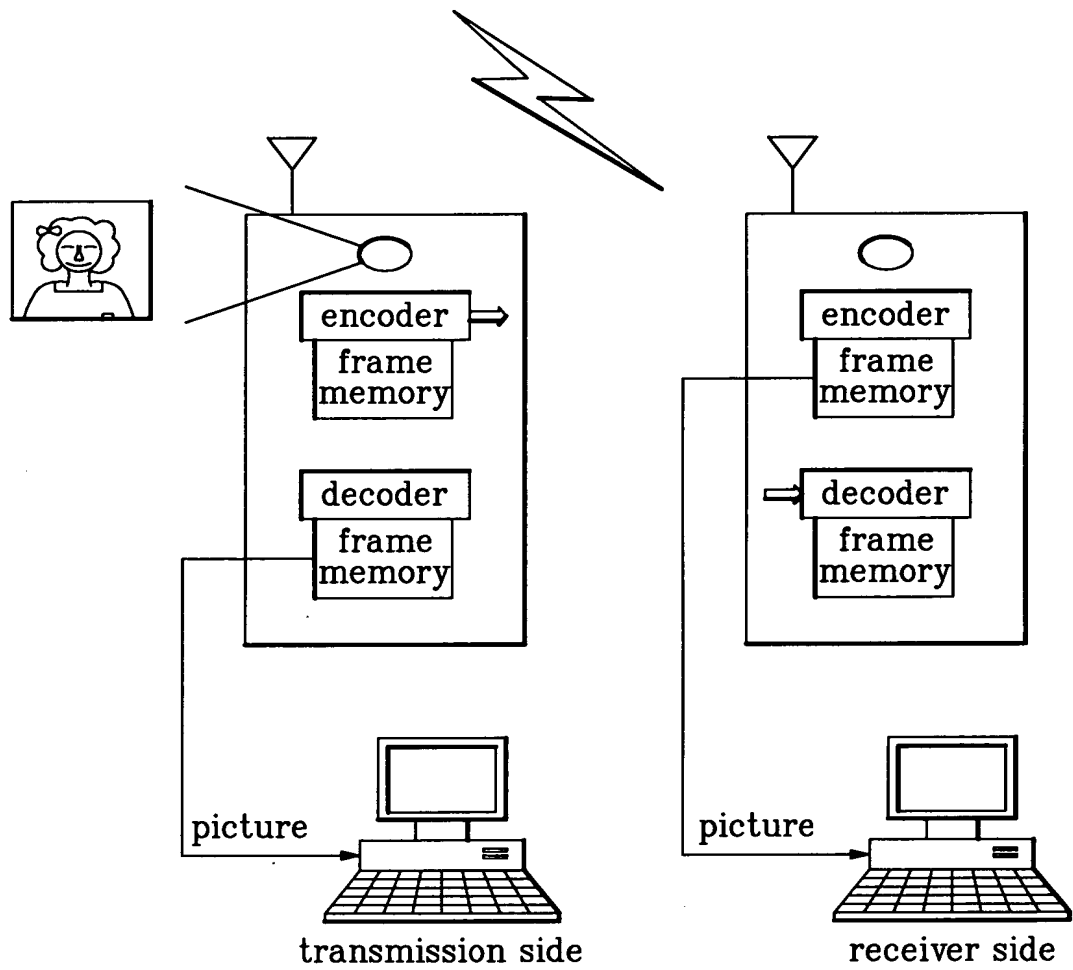 encoder
frame
memory
decoder
frame
memory
picture
transmission side
encoder
frame
memory
decoder
frame
memory
picture
receiver side